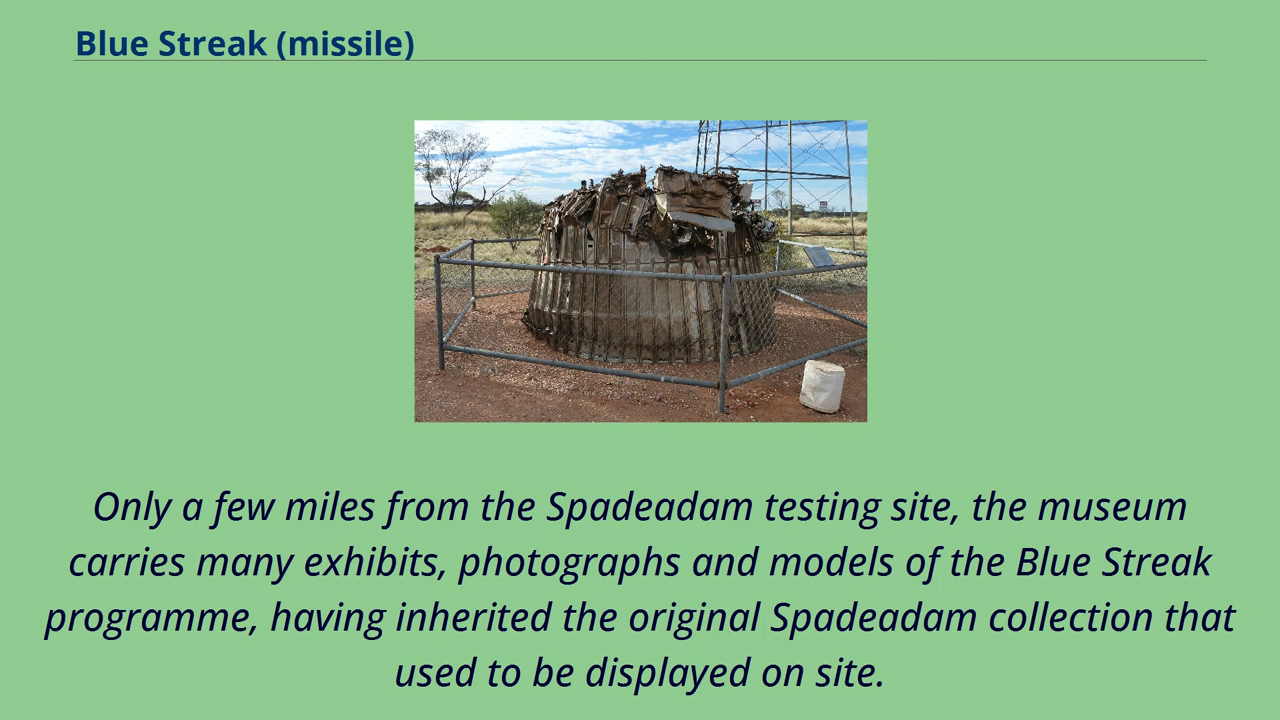 Blue Streak (missile)
Only a few miles from the Spadeadam testing site, the museum
carries many exhibits, photographs and models of the Blue Streak
programme, having inherited the original Spadeadam collection that
used to be displayed on site.